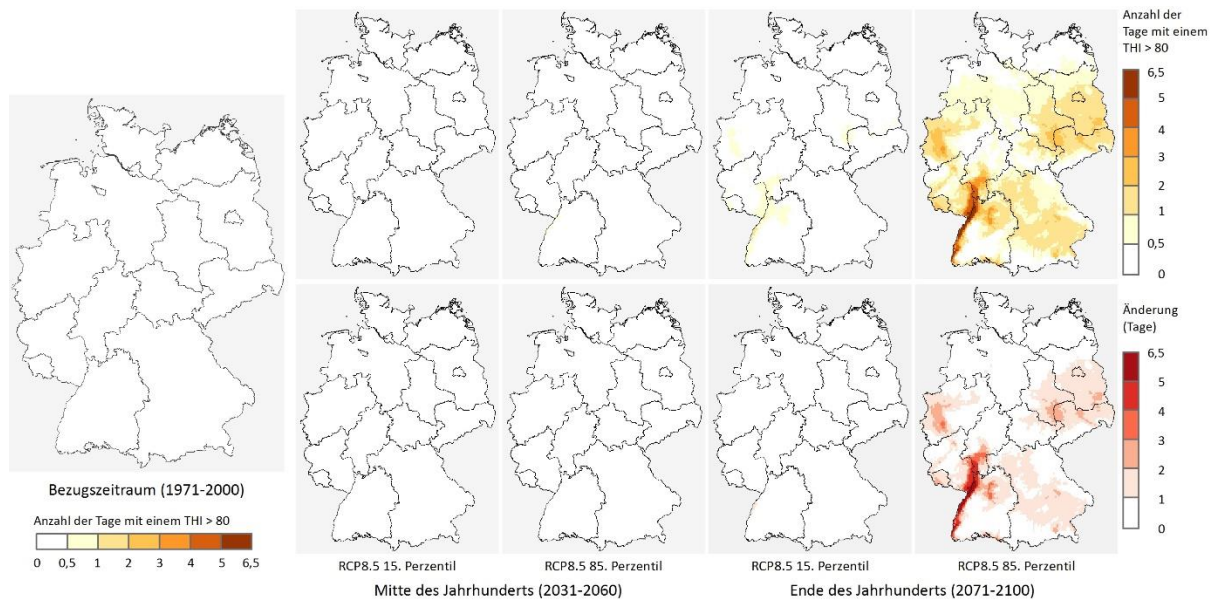 Anzahl der
Tage mit einem
THI > 80
6,5
5
4
3
2
1
0,5
0
Bezugszeitraum (1971-2000)
Anzahl der Tage mit einem THI > 80
0 0,5 1 2 3 4 5 6,5
Änderung
(Tage)
6,5
5
4
3
2
1
0
RCP8.5 15. Perzentil RCP8.5 85. Perzentil RCP8.5 15. Perzentil RCP8.5 85. Perzentil
Mitte des Jahrhunderts (2031-2060) Ende des Jahrhunderts (2071-2100)